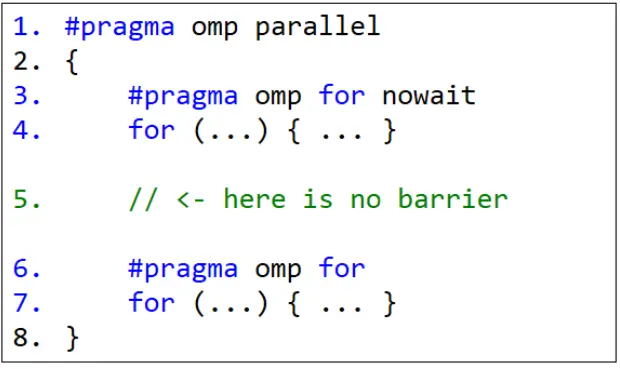 1. #pragma omp parallel
2. {
3.     #pragma omp for nowait
4.     for (...) { ... }
5.     // <- here is no barrier
6.     #pragma omp for
7.     for (...) { ... }
8. }